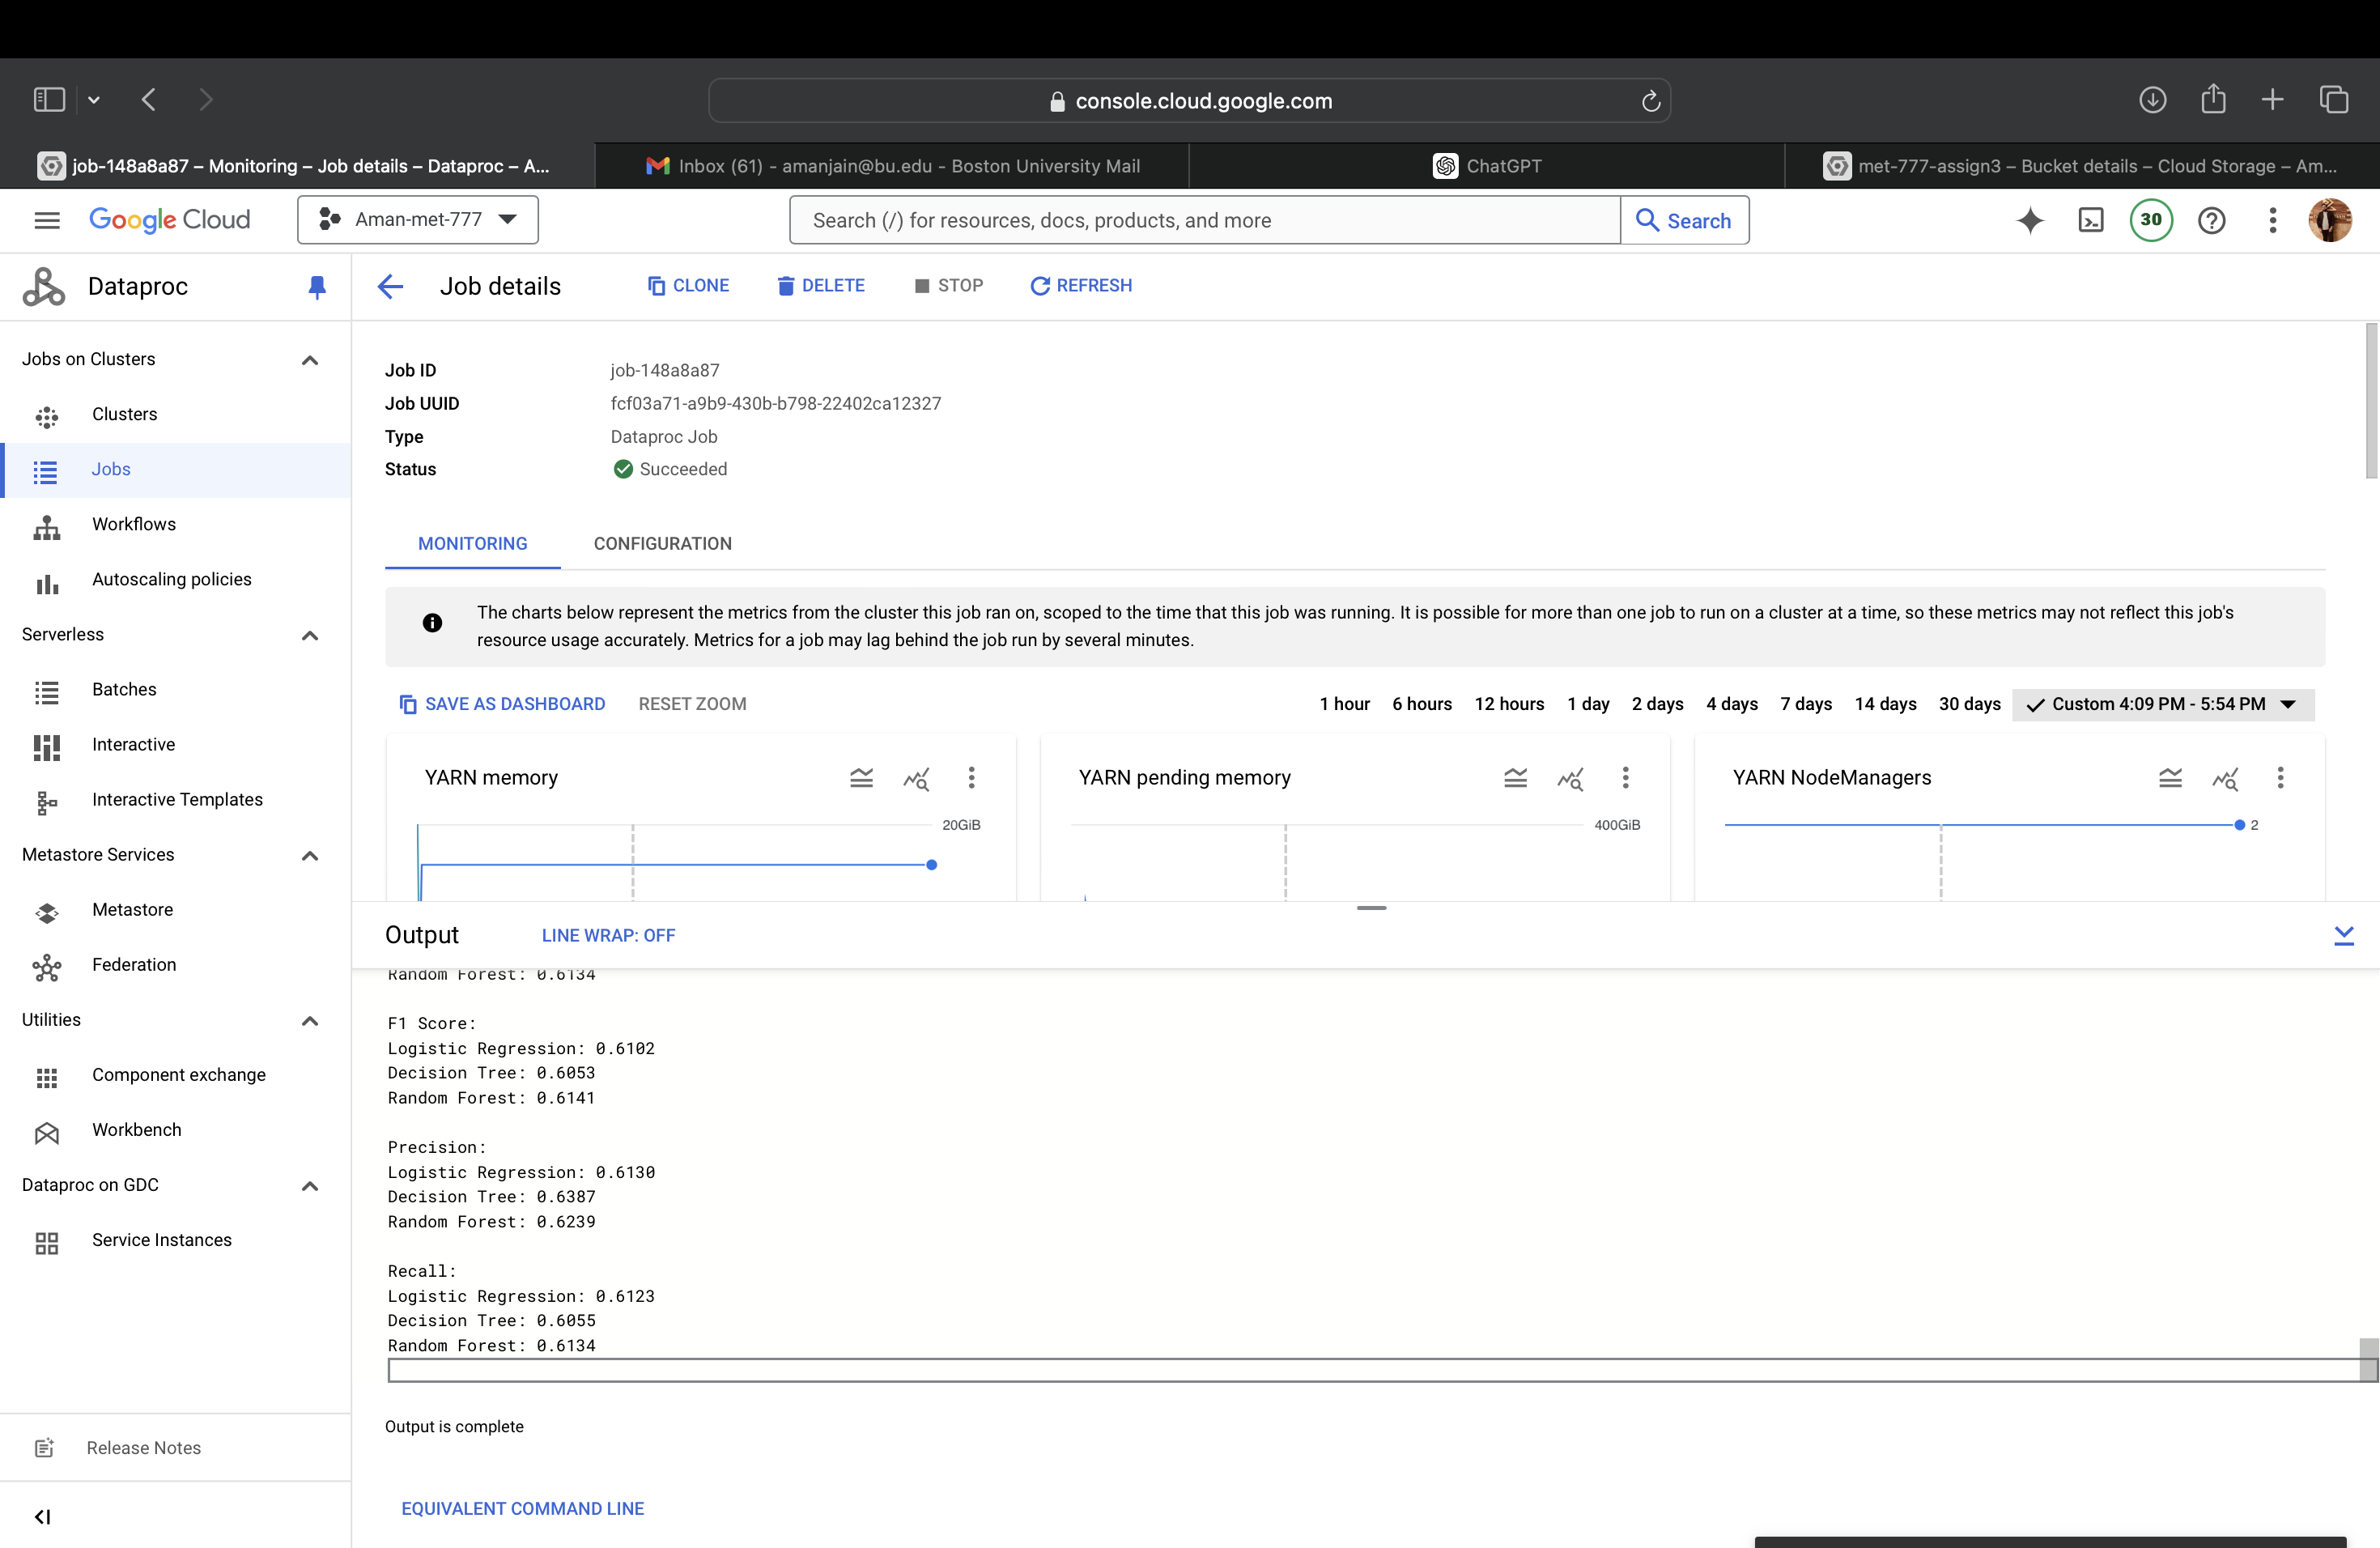 console.cloud.google.com
job-148a8a87 – Monitoring – Job details – Dataproc – A...
Inbox (61) - amanjain@bu.edu - Boston University Mail
ChatGPT
met-777-assign3 – Bucket details – Cloud Storage – Am...
Google Cloud
Aman-met-777
Search (/) for resources, docs, products, and more
Search
30
Dataproc
Job details
CLONE
DELETE
STOP
REFRESH
Jobs on Clusters
Clusters
Jobs
Workflows
Autoscaling policies
Serverless
Batches
Interactive
Interactive Templates
Metastore Services
Metastore
Federation
Utilities
Component exchange
Workbench
Dataproc on GDC
Service Instances
Release Notes
Job ID job-148a8a87
Job UUID fcf03a71-a9b9-430b-b798-22402ca12327
Type Dataproc Job
Status Succeeded
MONITORING
CONFIGURATION
The charts below represent the metrics from the cluster this job ran on, scoped to the time that this job was running. It is possible for more than one job to run on a cluster at a time, so these metrics may not reflect this job's
resource usage accurately. Metrics for a job may lag behind the job run by several minutes.
SAVE AS DASHBOARD
RESET ZOOM
1 hour 6 hours 12 hours 1 day 2 days 4 days 7 days 14 days 30 days Custom 4:09 PM - 5:54 PM
YARN memory
20GiB
YARN pending memory
400GiB
YARN NodeManagers
2
Output
LINE WRAP: OFF
Random Forest: 0.6134
F1 Score:
Logistic Regression: 0.6102
Decision Tree: 0.6053
Random Forest: 0.6141
Precision:
Logistic Regression: 0.6130
Decision Tree: 0.6387
Random Forest: 0.6239
Recall:
Logistic Regression: 0.6123
Decision Tree: 0.6055
Random Forest: 0.6134
Output is complete
EQUIVALENT COMMAND LINE